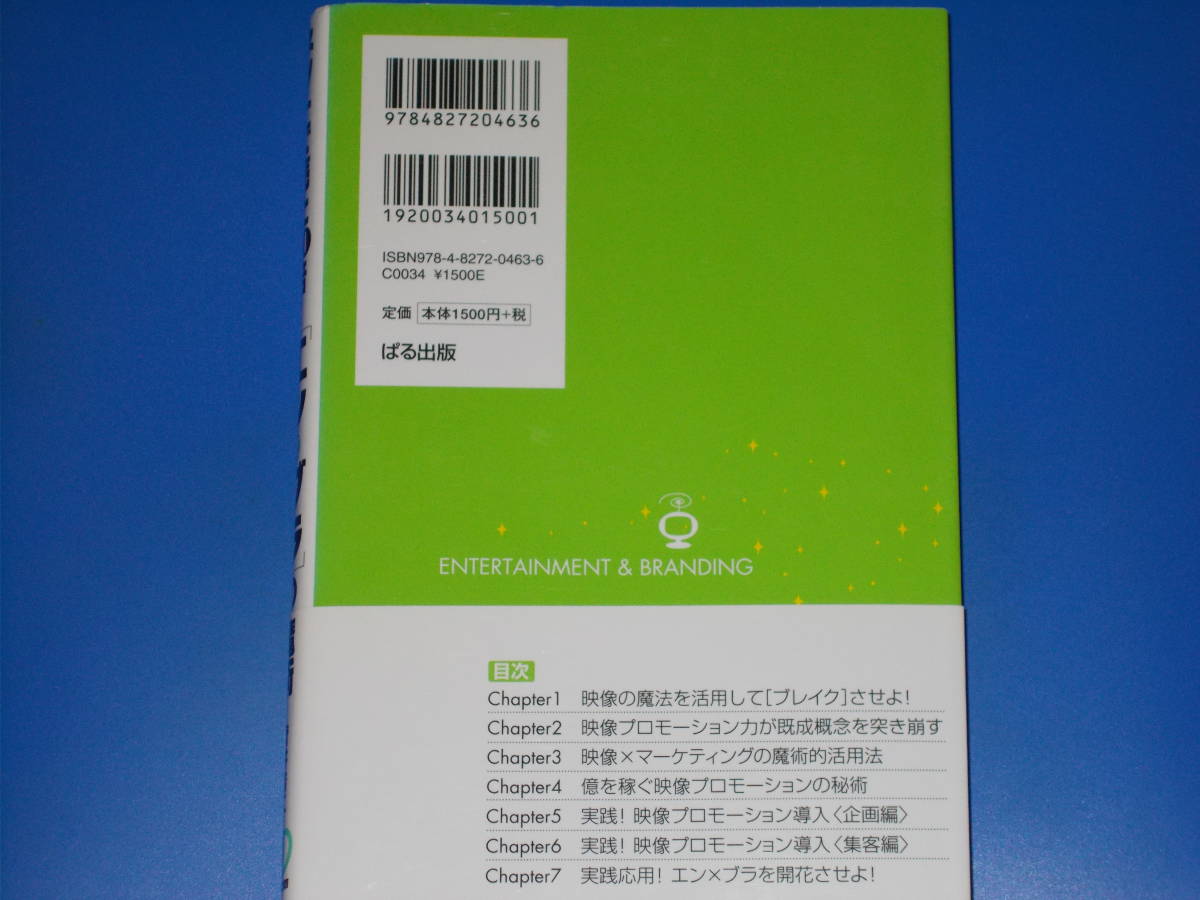 9784827204636
1920034015001
ISBN978-4-8272-0463-6
C0034 ¥1500E
定価 本体1500円+税
ぱる出版
ENTERTAINMENT & BRANDING
目次
Chapter1 映像の魔法を活用して[ブレイク]させよ!
Chapter2 映像プロモーション力が既成概念を突き崩す
Chapter3 映像×マーケティングの魔術的活用法
Chapter4 億を稼ぐ映像プロモーションの秘術
Chapter5 実践! 映像プロモーション導入〈企画編〉
Chapter6 実践! 映像プロモーション導入〈集客編〉
Chapter7 実践応用! エン×ブラを開花させよ!